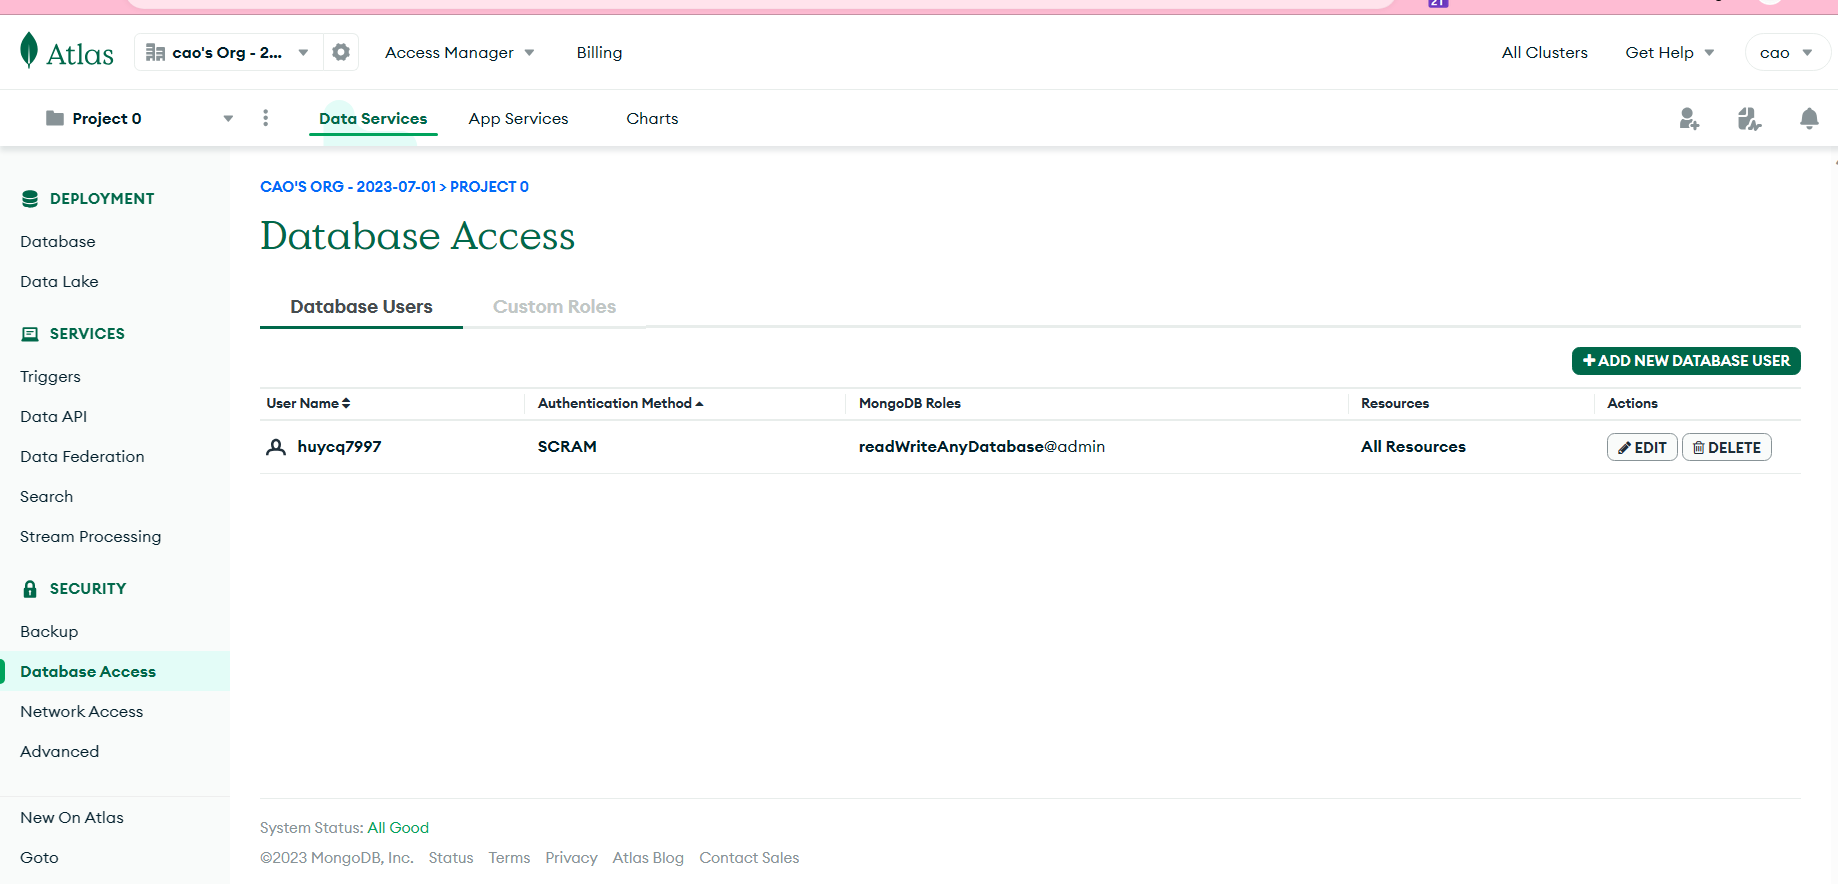 21
Atlas
cao's Org - 2...
Access Manager
Billing
All Clusters
Get Help
cao
Project 0
Data Services
App Services
Charts
DEPLOYMENT
Database
Data Lake
SERVICES
Triggers
Data API
Data Federation
Search
Stream Processing
SECURITY
Backup
Database Access
Network Access
Advanced
New On Atlas
Goto
CAO'S ORG - 2023-07-01 > PROJECT 0
Database Access
Database Users
Custom Roles
+ ADD NEW DATABASE USER
User Name
Authentication Method
MongoDB Roles
Resources
Actions
huycq7997
SCRAM
readWriteAnyDatabase@admin
All Resources
EDIT
DELETE
System Status: All Good
©2023 MongoDB, Inc. Status Terms Privacy Atlas Blog Contact Sales